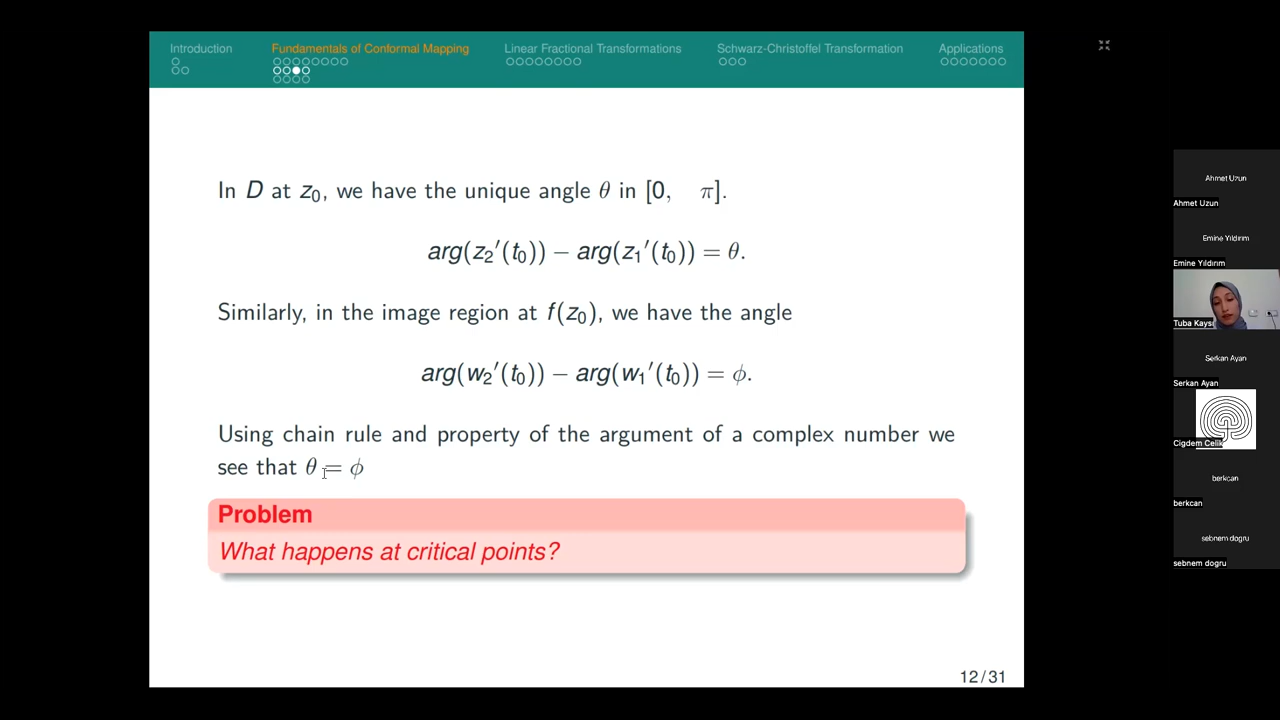 Introduction
Fundamentals of Conformal Mapping
Linear Fractional Transformations
Schwarz-Christoffel Transformation
Applications
In D at z₀, we have the unique angle θ in [0, π].
arg(z₂′(t₀)) − arg(z₁′(t₀)) = θ.
Similarly, in the image region at f(z₀), we have the angle
arg(w₂′(t₀)) − arg(w₁′(t₀)) = ϕ.
Using chain rule and property of the argument of a complex number we
see that θ = ϕ
Problem
What happens at critical points?
12/31
Ahmet Uzun
Ahmet Uzun
Emine Yıldırım
Emine Yıldırım
Tuba Kayseri
Serkan Ayan
Serkan Ayan
Cigdem Celik
berkcan
berkcan
sebnem dogru
sebnem dogru